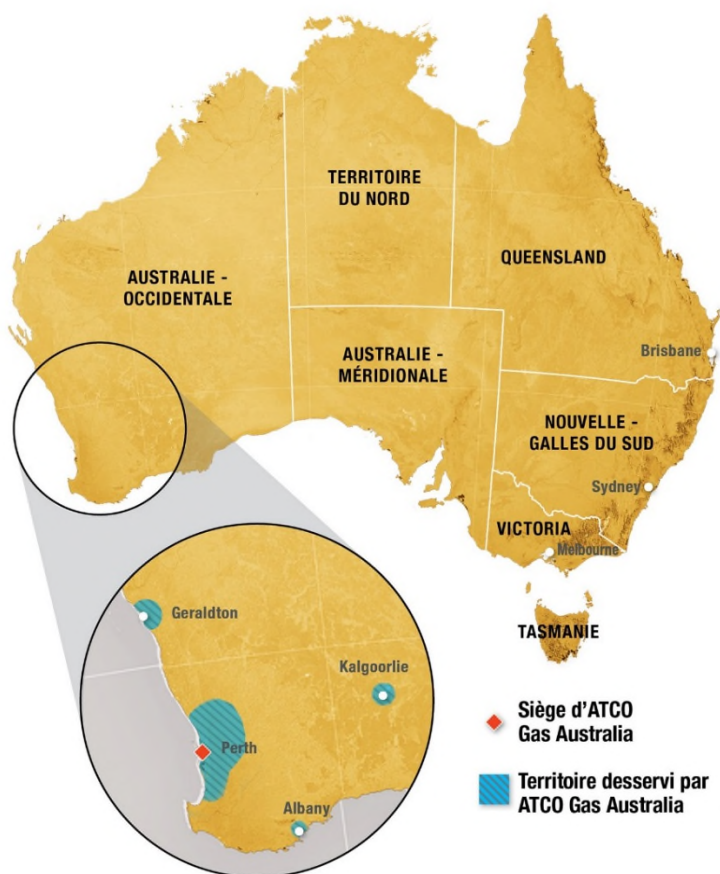 TERRITOIRE
DU NORD
QUEENSLAND
AUSTRALIE -
OCCIDENTALE
AUSTRALIE -
MÉRIDIONALE
Brisbane
NOUVELLE -
GALLES DU SUD
Sydney
VICTORIA
Melbourne
TASMANIE
Geraldton
Kalgoorlie
Perth
Albany
Siège d'ATCO
Gas Australia
Territoire desservi par
ATCO Gas Australia